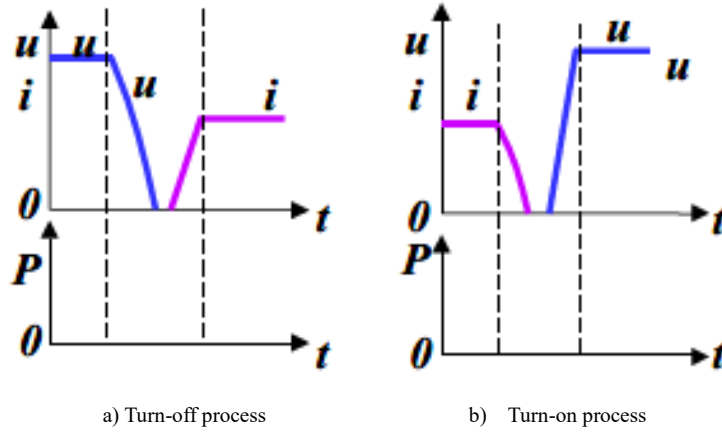 u u u i
i
0 t
P
0 t
a) Turn-off process
u u
i i u
0 t
P
0 t
b) Turn-on process